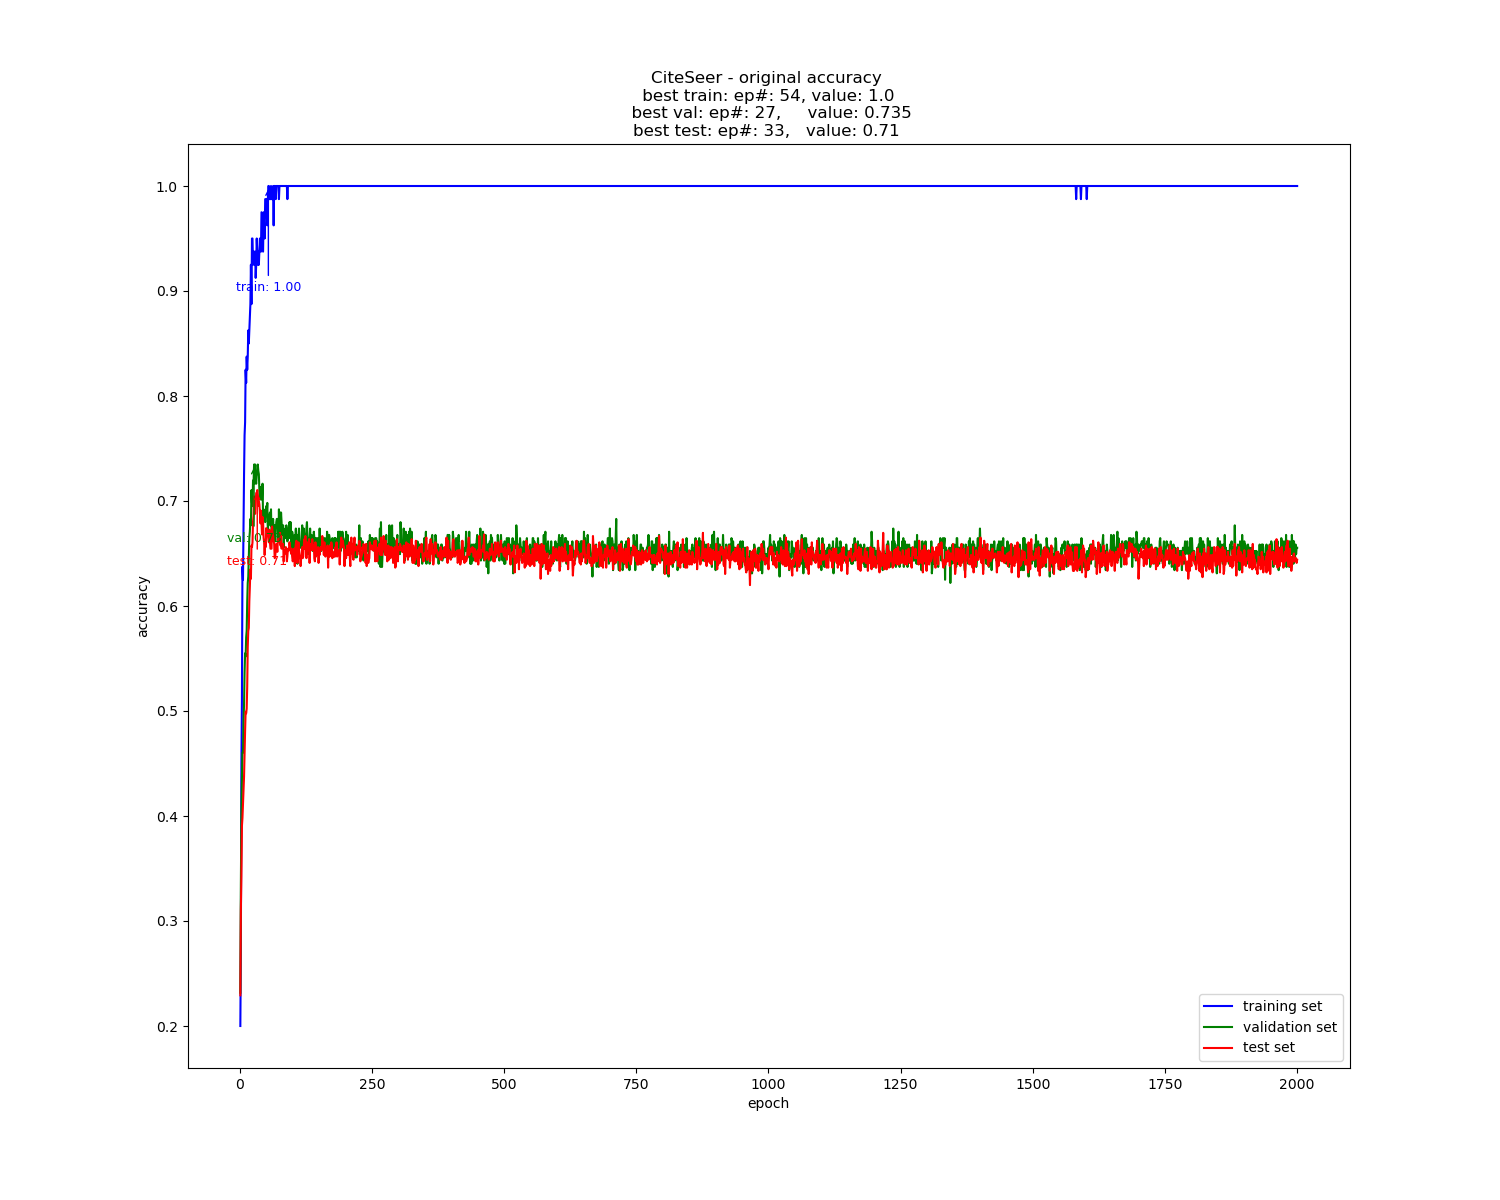 CiteSeer - original accuracy
best train: ep#: 54, value: 1.0
best val: ep#: 27, value: 0.735
best test: ep#: 33, value: 0.71
1.0
0.9
0.8
0.7
0.6
0.5
0.4
0.3
0.2
accuracy
train: 1.00
test: 0.71
training set
validation set
test set
0 250 500 750 1000 1250 1500 1750 2000
epoch